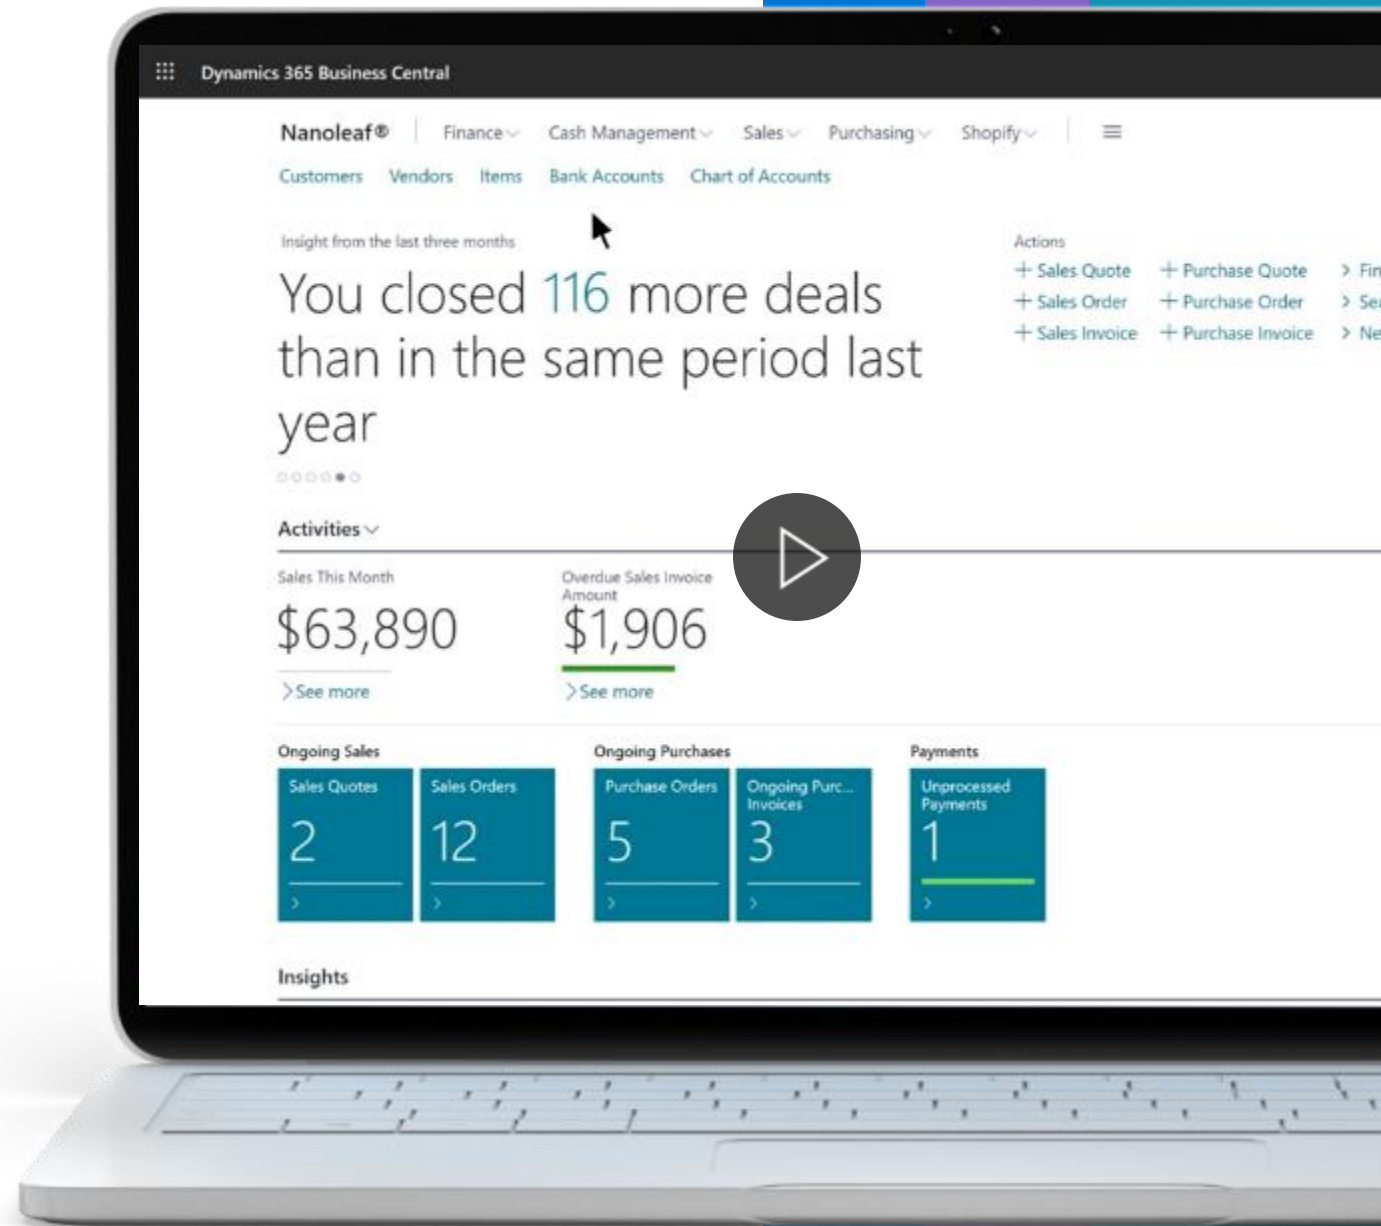 Dynamics 365 Business Central
Nanoleaf® Finance Cash Management Sales Purchasing Shopify
Customers Vendors Items Bank Accounts Chart of Accounts
Insight from the last three months
You closed 116 more deals
than in the same period last
year
Actions
+ Sales Quote + Purchase Quote > Fin
+ Sales Order + Purchase Order > Sea
+ Sales Invoice + Purchase Invoice > Ne
Activities
Sales This Month
$63,890
>See more
Overdue Sales Invoice
Amount
$1,906
>See more
Ongoing Sales
Sales Quotes
2
Sales Orders
12
Ongoing Purchases
Purchase Orders
5
Ongoing Purc...
Invoices
3
Payments
Unprocessed
Payments
1
Insights